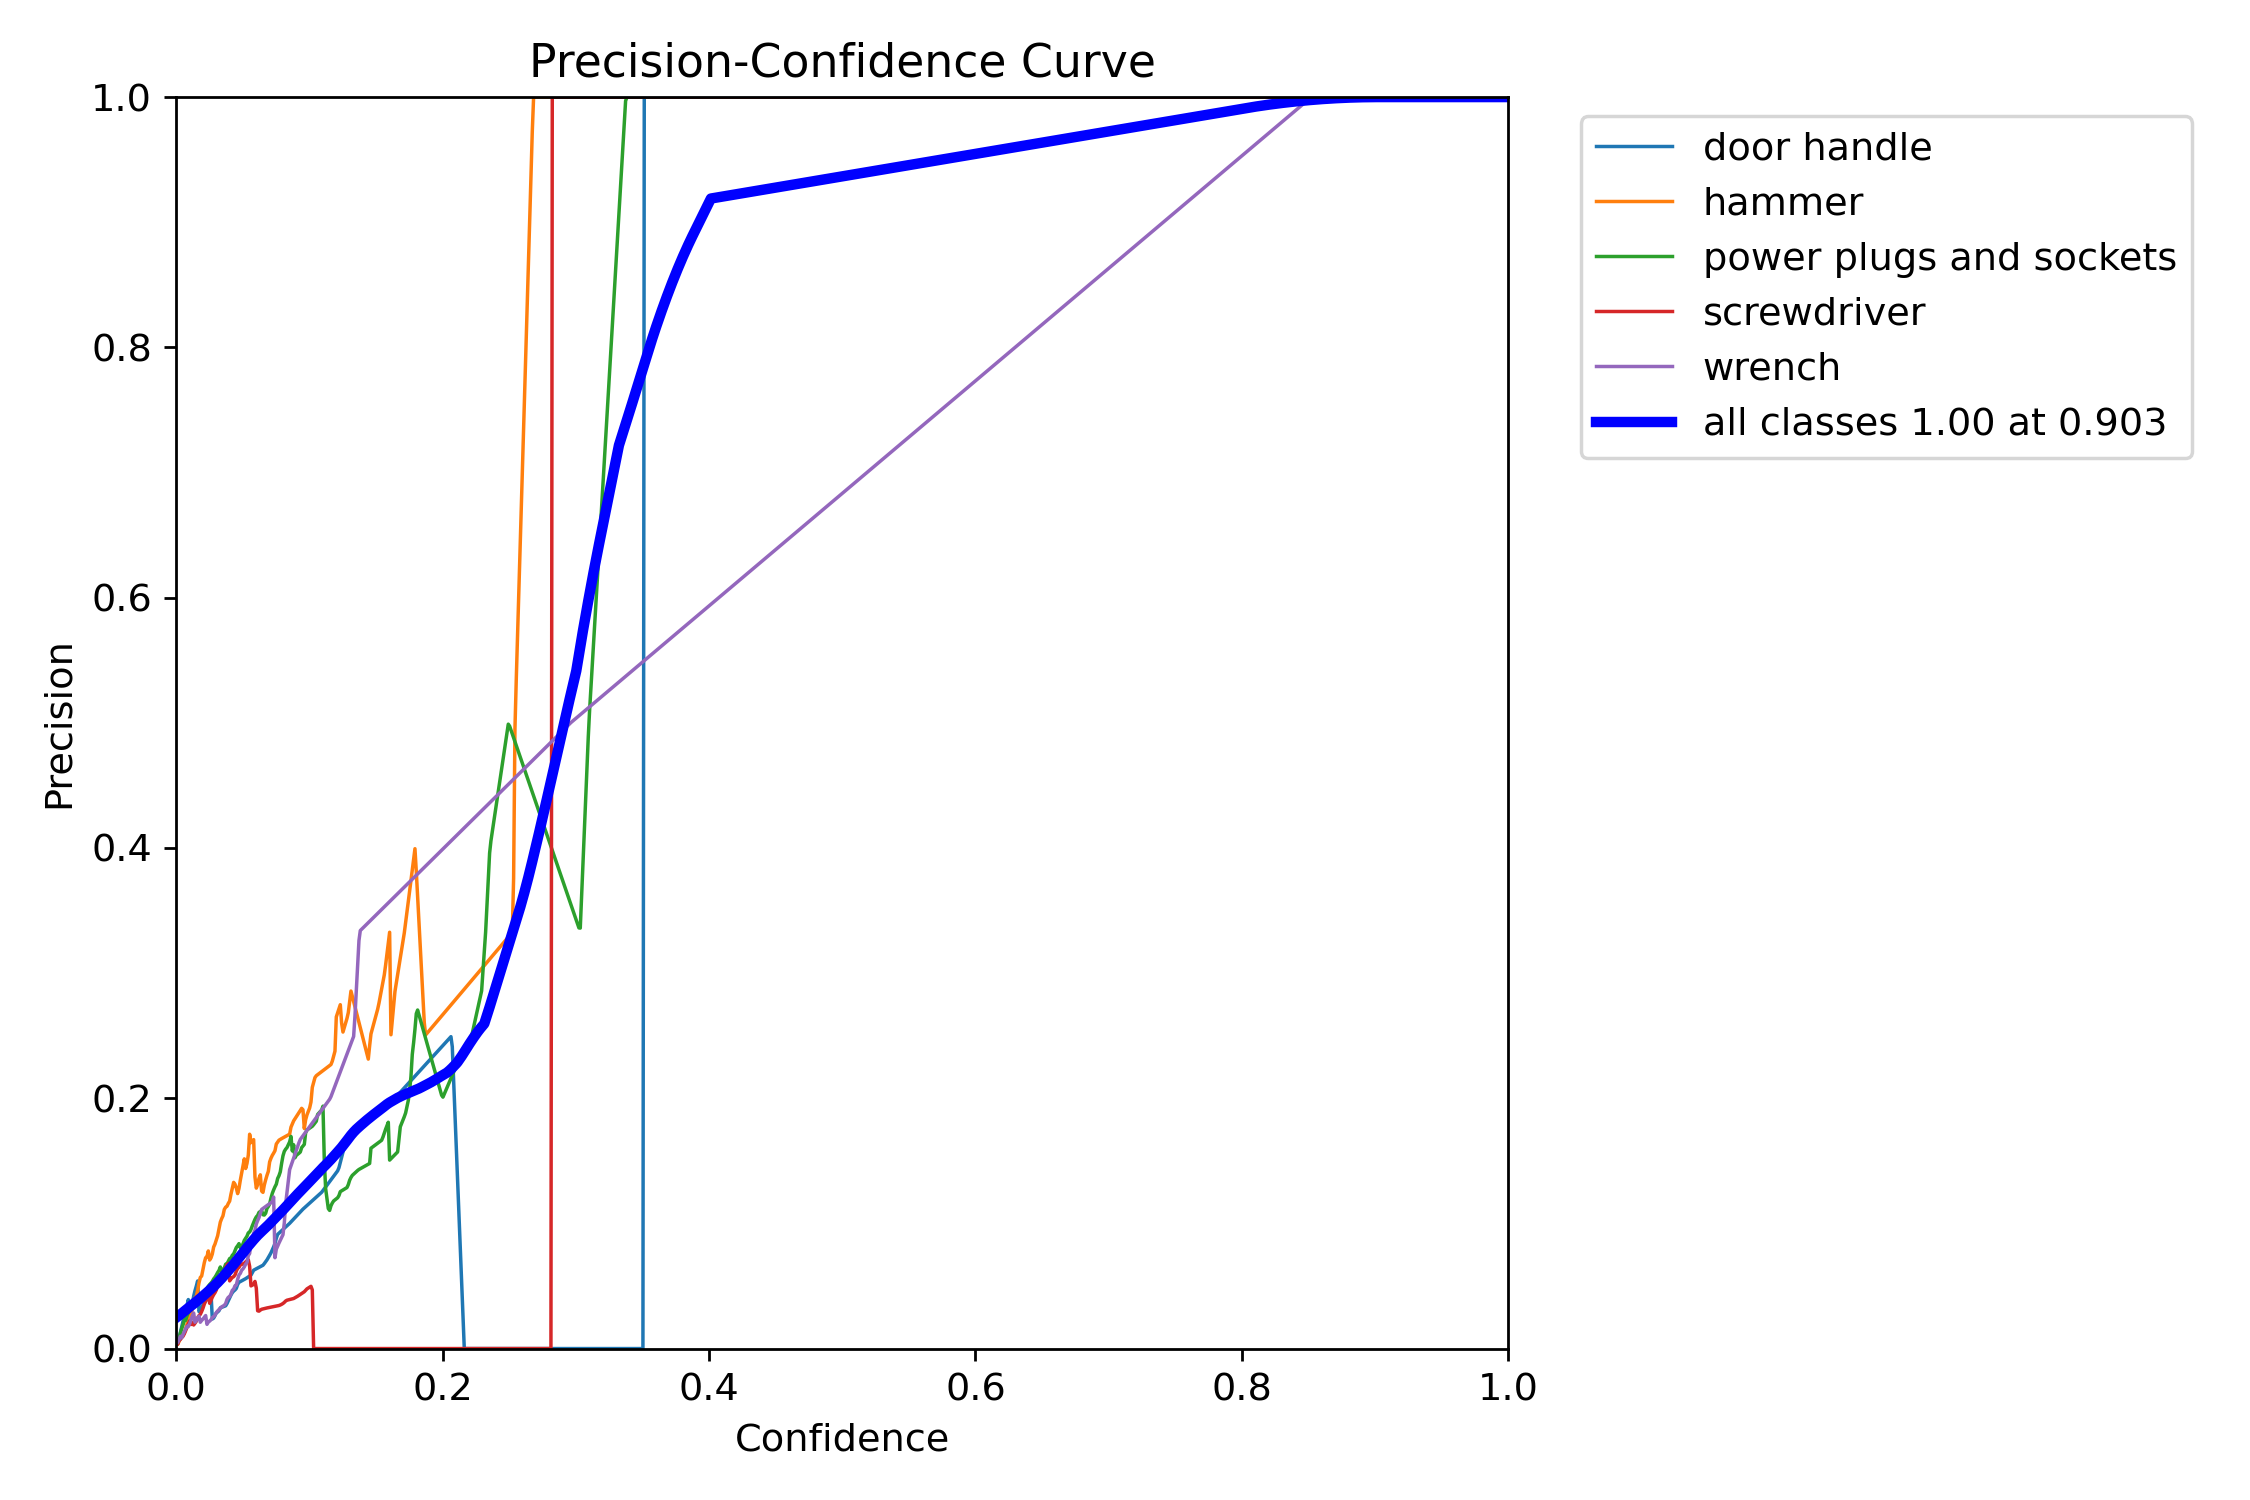 Precision-Confidence Curve
1.0
0.8
0.6
0.4
0.2
0.0
Precision
0.0 0.2 0.4 0.6 0.8 1.0
Confidence
door handle
hammer
power plugs and sockets
screwdriver
wrench
all classes 1.00 at 0.903